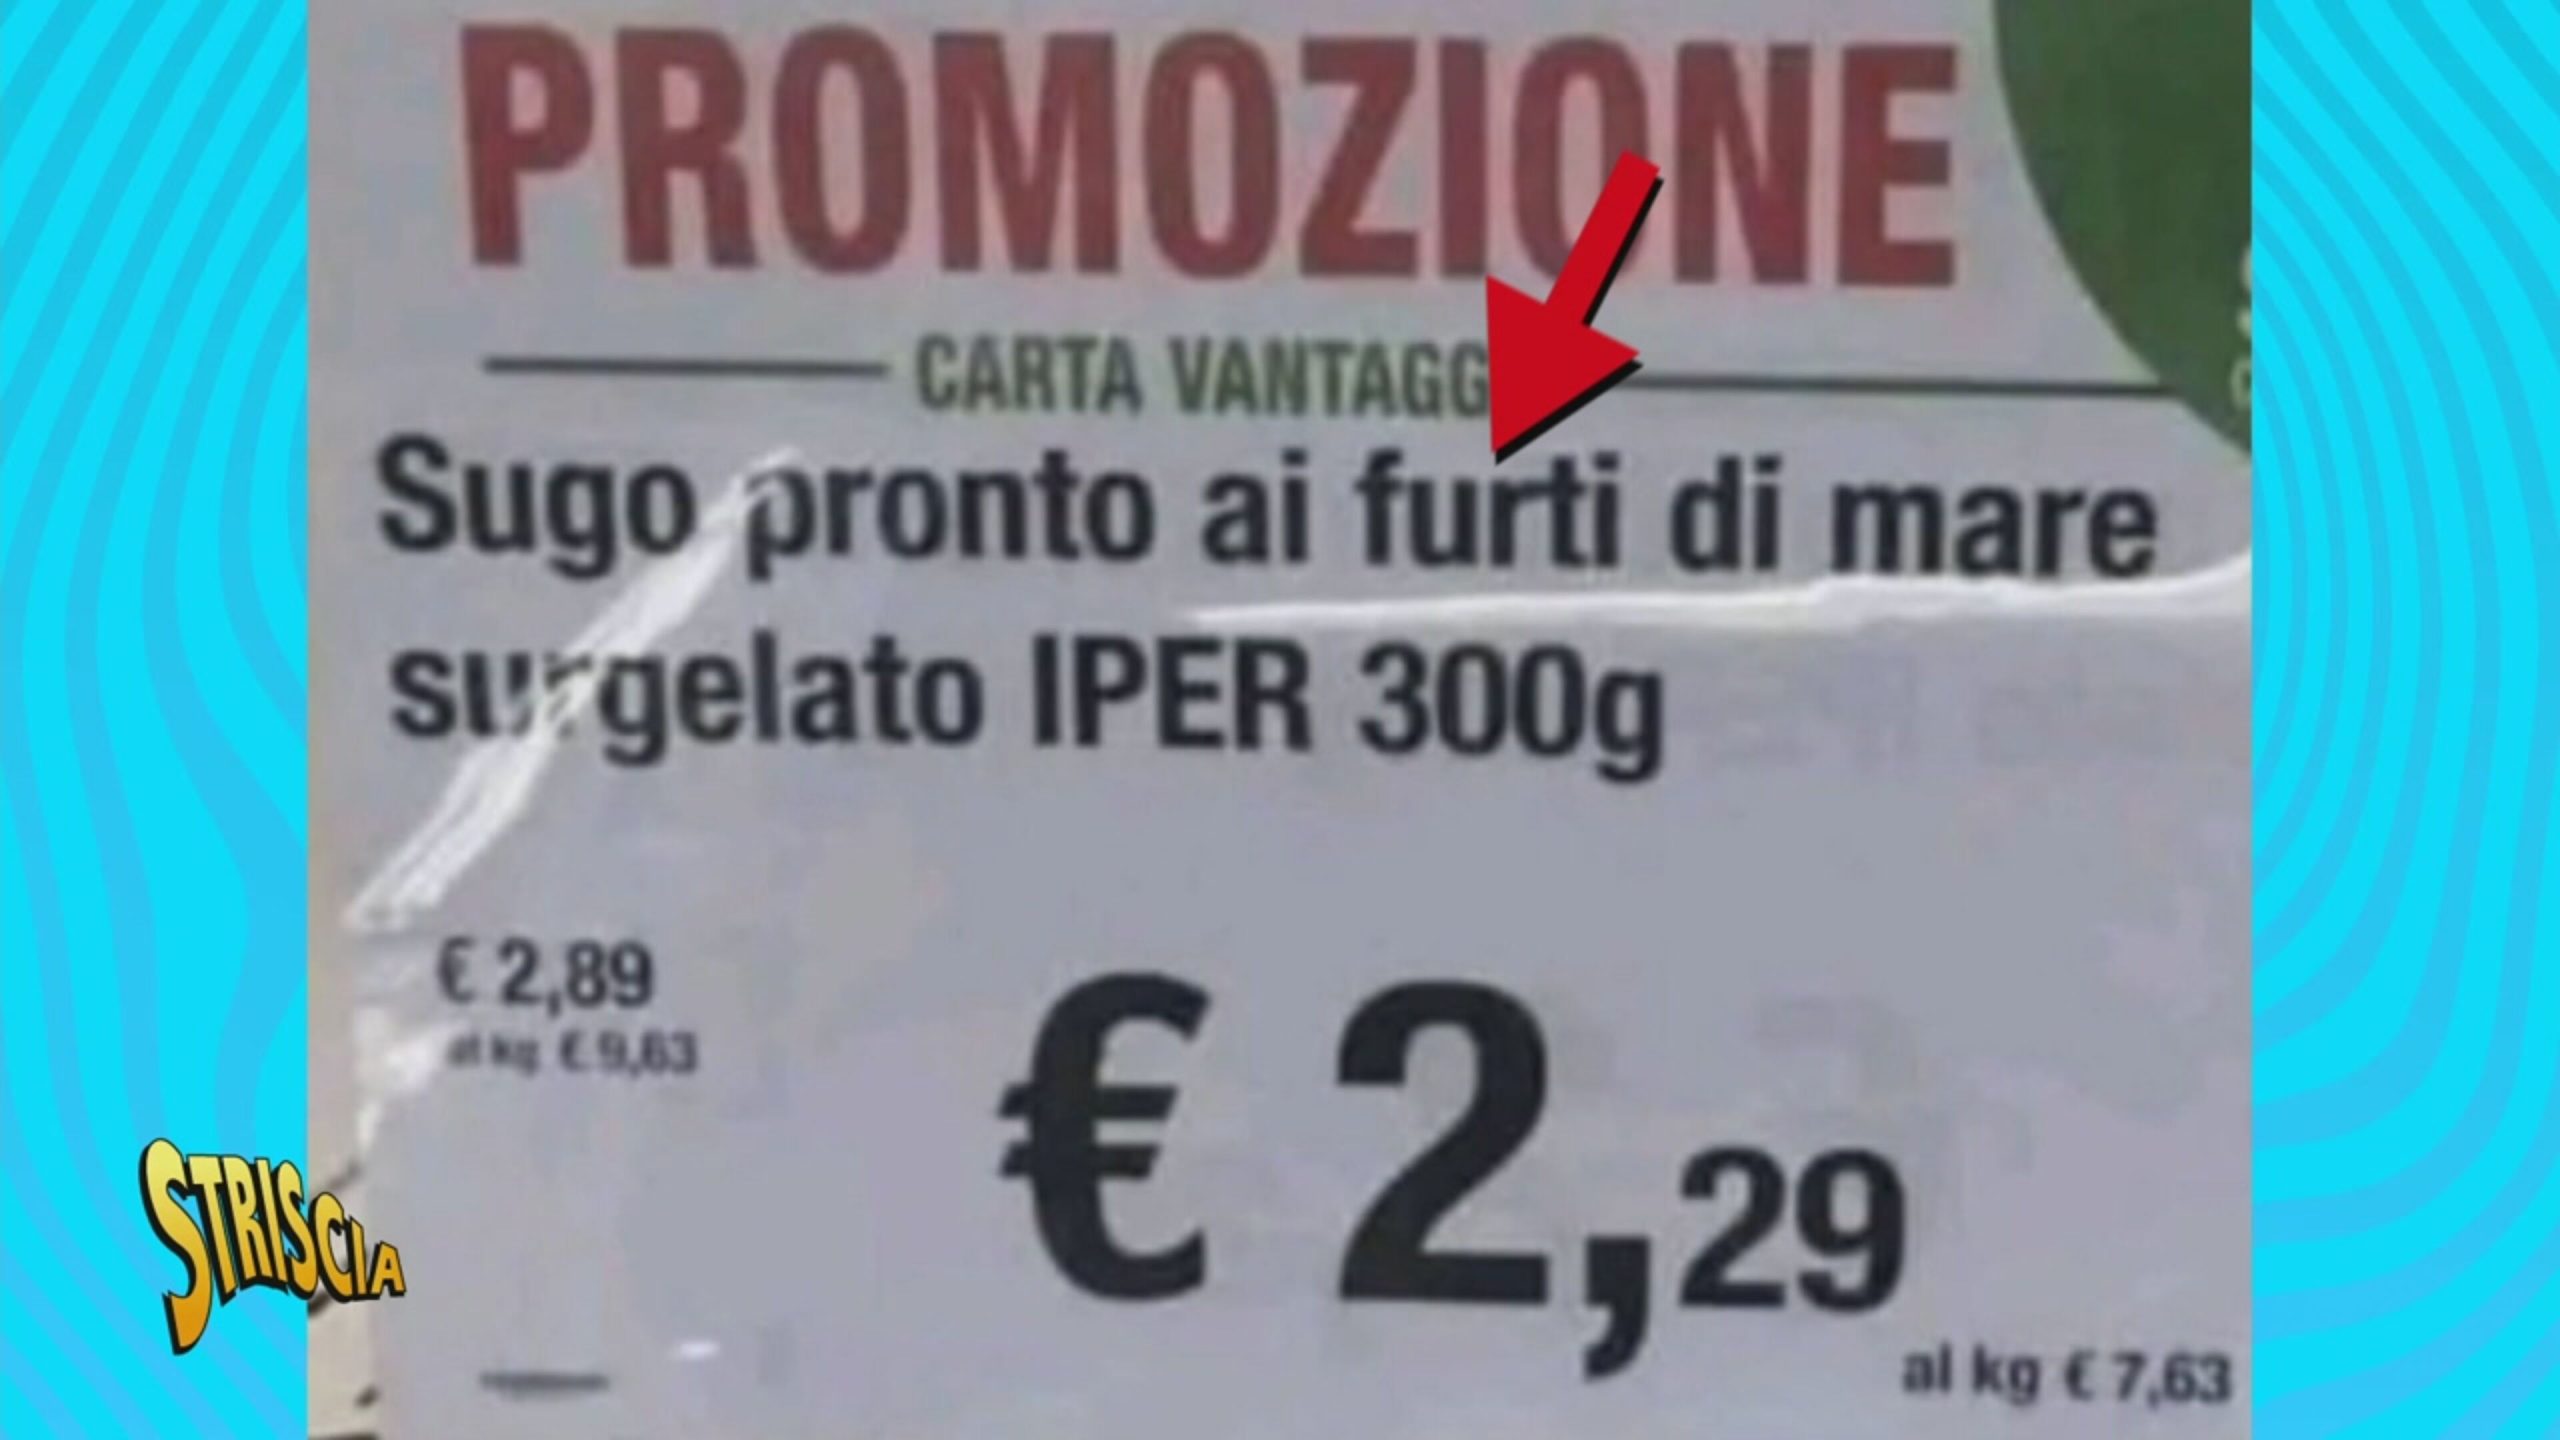 PROMOZIONE
CARTA VANTAGG
Sugo pronto ai furti di mare
surgelato IPER 300g
€ 2,89
al kg € 9,63
€ 2,29
al kg € 7,63
STRISCIA